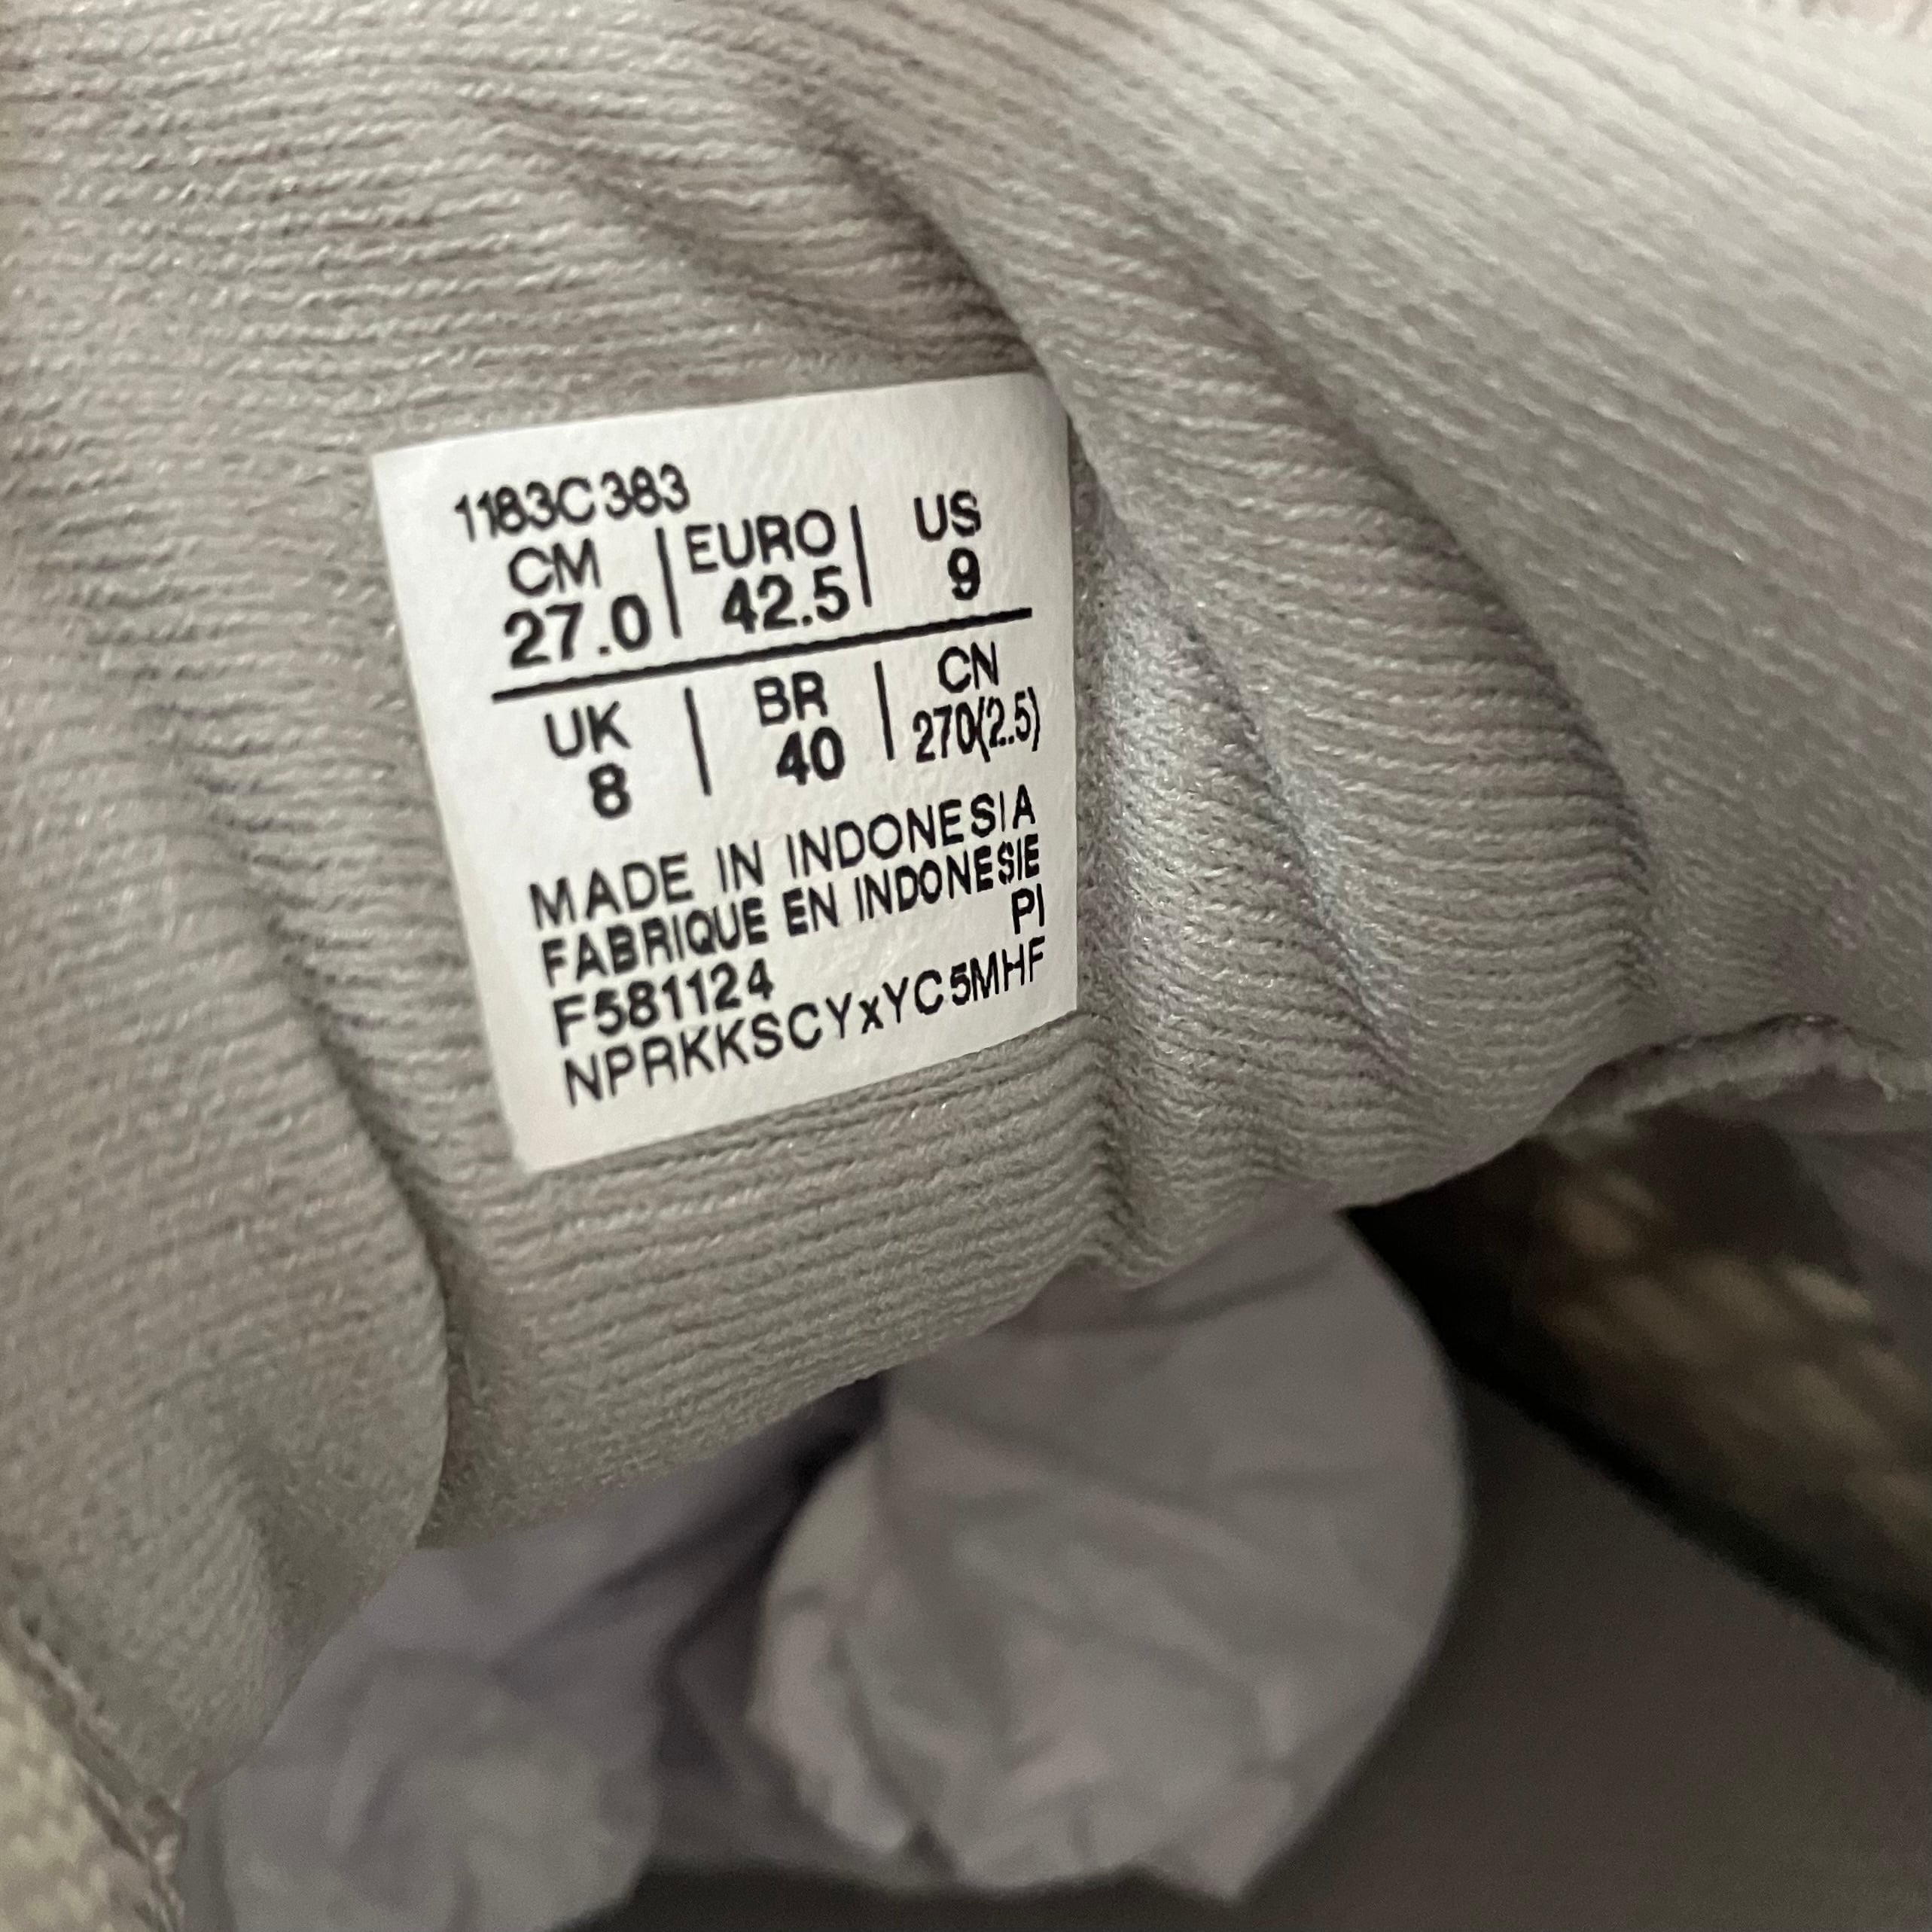 1183C383
CM | EURO | US
27.0 | 42.5 | 9
UK | BR | CN
8 | 40 | 270(2.5)
MADE IN INDONESIA
FABRIQUE EN INDONESIE
PI
F581124
NPRKKSCYxYC5MHF